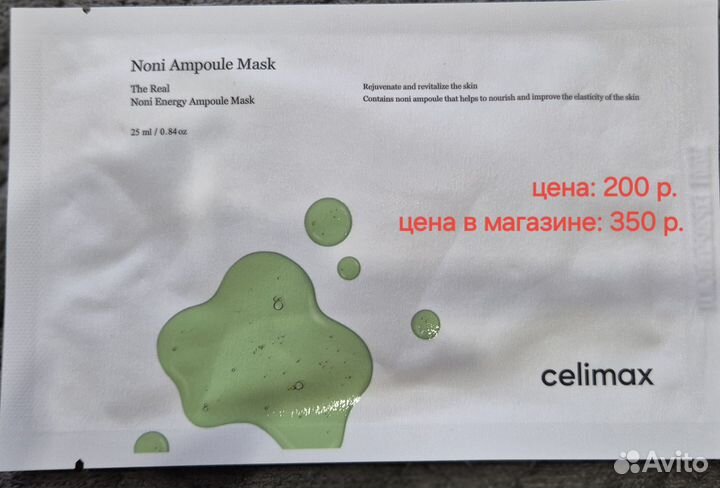 Noni Ampoule Mask
The Real
Noni Energy Ampoule Mask
25 ml / 0.84 oz
Rejuvenate and revitalize the skin
Contains noni ampoule that helps to nourish and improve the elasticity of the skin
цена: 200 р.
цена в магазине: 350 р.
celimax
Avito